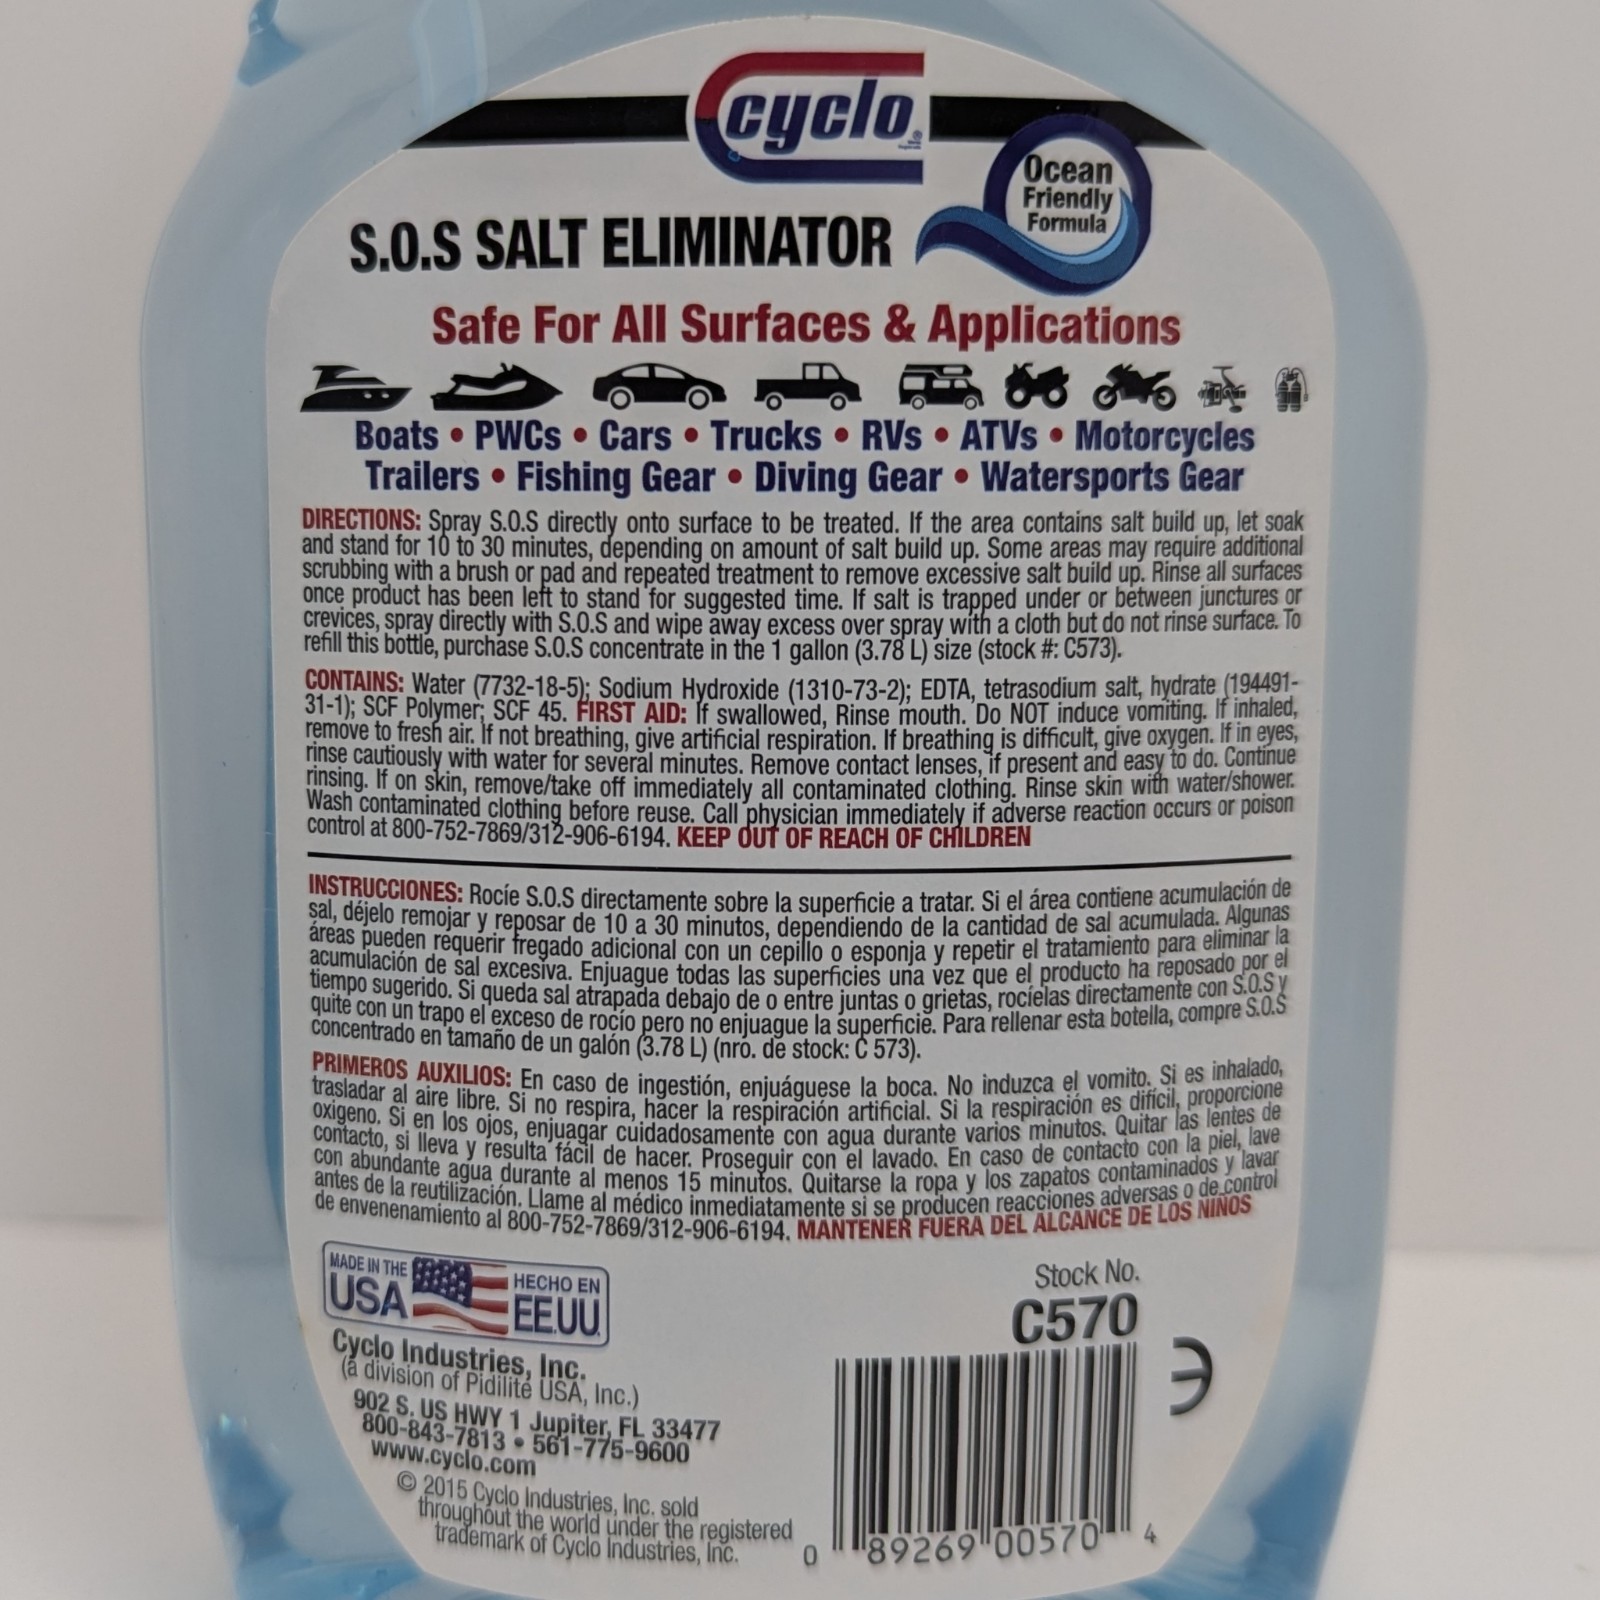 cyclo®
Ocean
Friendly
Formula
S.O.S SALT ELIMINATOR
Safe For All Surfaces & Applications
Boats • PWCs • Cars • Trucks • RVs • ATVs • Motorcycles
Trailers • Fishing Gear • Diving Gear • Watersports Gear
DIRECTIONS: Spray S.O.S directly onto surface to be treated. If the area contains salt build up, let soak
and stand for 10 to 30 minutes, depending on amount of salt build up. Some areas may require additional
scrubbing with a brush or pad and repeated treatment to remove excessive salt build up. Rinse all surfaces
once product has been left to stand for suggested time. If salt is trapped under or between junctures or
crevices, spray directly with S.O.S and wipe away excess over spray with a cloth but do not rinse surface. To
refill this bottle, purchase S.O.S concentrate in the 1 gallon (3.78 L) size (stock #: C573).
CONTAINS: Water (7732-18-5); Sodium Hydroxide (1310-73-2); EDTA, tetrasodium salt, hydrate (194491-
31-1); SCF Polymer; SCF 45. FIRST AID: If swallowed, Rinse mouth. Do NOT induce vomiting. If inhaled,
remove to fresh air. If not breathing, give artificial respiration. If breathing is difficult, give oxygen. If in eyes,
rinse cautiously with water for several minutes. Remove contact lenses, if present and easy to do. Continue
rinsing. If on skin, remove/take off immediately all contaminated clothing. Rinse skin with water/shower.
Wash contaminated clothing before reuse. Call physician immediately if adverse reaction occurs or poison
control at 800-752-7869/312-906-6194. KEEP OUT OF REACH OF CHILDREN
INSTRUCCIONES: Rocíe S.O.S directamente sobre la superficie a tratar. Si el área contiene acumulación de
sal, déjelo remojar y reposar de 10 a 30 minutos, dependiendo de la cantidad de sal acumulada. Algunas
áreas pueden requerir fregado adicional con un cepillo o esponja y repetir el tratamiento para eliminar la
acumulación de sal excesiva. Enjuague todas las superficies una vez que el producto ha reposado por el
tiempo sugerido. Si queda sal atrapada debajo de o entre juntas o grietas, rocíelas directamente con S.O.S y
quite con un trapo el exceso de rocío pero no enjuague la superficie. Para rellenar esta botella, compre S.O.S
concentrado en tamaño de un galón (3.78 L) (nro. de stock: C 573).
PRIMEROS AUXILIOS: En caso de ingestión, enjuáguese la boca. No induzca el vomito. Si es inhalado,
trasladar al aire libre. Si no respira, hacer la respiración artificial. Si la respiración es difícil, proporcione
oxigeno. Si en los ojos, enjuagar cuidadosamente con agua durante varios minutos. Quitar las lentes de
contacto, si lleva y resulta fácil de hacer. Proseguir con el lavado. En caso de contacto con la piel, lave
con abundante agua durante al menos 15 minutos. Quitarse la ropa y los zapatos contaminados y lavar
antes de la reutilización. Llame al médico inmediatamente si se producen reacciones adversas o de control
de envenenamiento al 800-752-7869/312-906-6194. MANTENER FUERA DEL ALCANCE DE LOS NIÑOS
MADE IN THE
USA
HECHO EN
EE.UU.
Stock No.
C570
Cyclo Industries, Inc.
(a division of Pidilite USA, Inc.)
902 S. US HWY 1 Jupiter, FL 33477
800-843-7813 • 561-775-9600
www.cyclo.com
© 2015 Cyclo Industries, Inc. sold
throughout the world under the registered
trademark of Cyclo Industries, Inc.
0 89269 00570 4